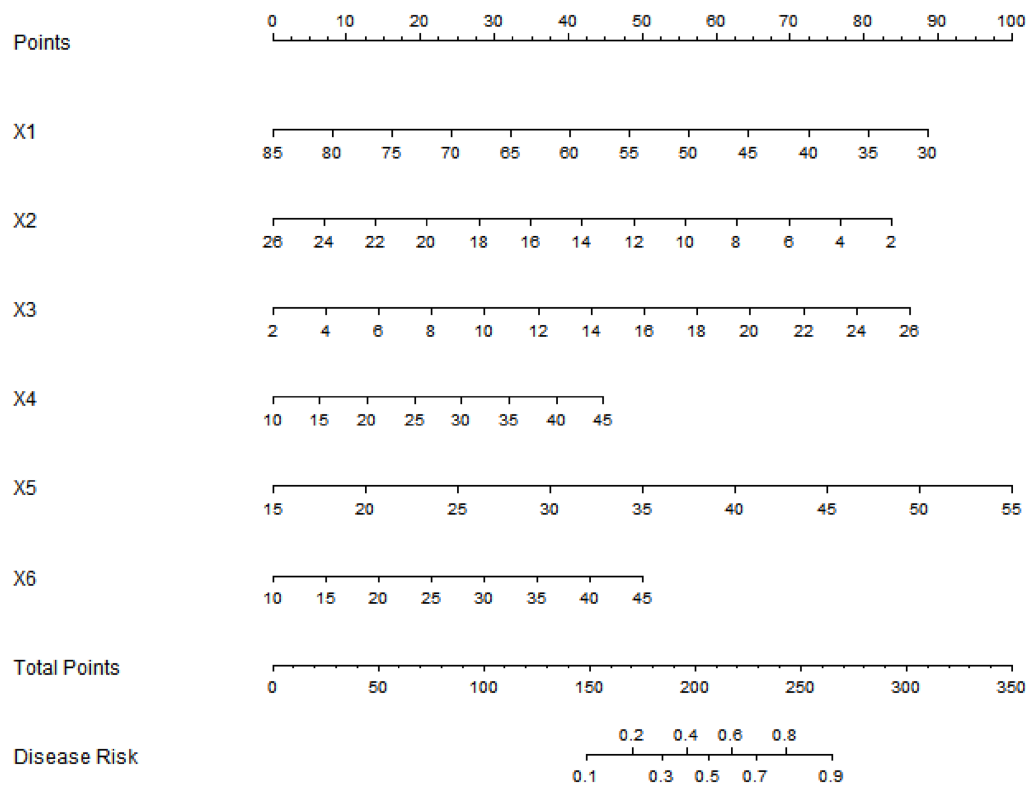 0 10 20 30 40 50 60 70 80 90 100
Points
X1
85 80 75 70 65 60 55 50 45 40 35 30
X2
26 24 22 20 18 16 14 12 10 8 6 4 2
X3
2 4 6 8 10 12 14 16 18 20 22 24 26
X4
10 15 20 25 30 35 40 45
X5
15 20 25 30 35 40 45 50 55
X6
10 15 20 25 30 35 40 45
Total Points
0 50 100 150 200 250 300 350
0.2 0.4 0.6 0.8
Disease Risk
0.1 0.3 0.5 0.7 0.9